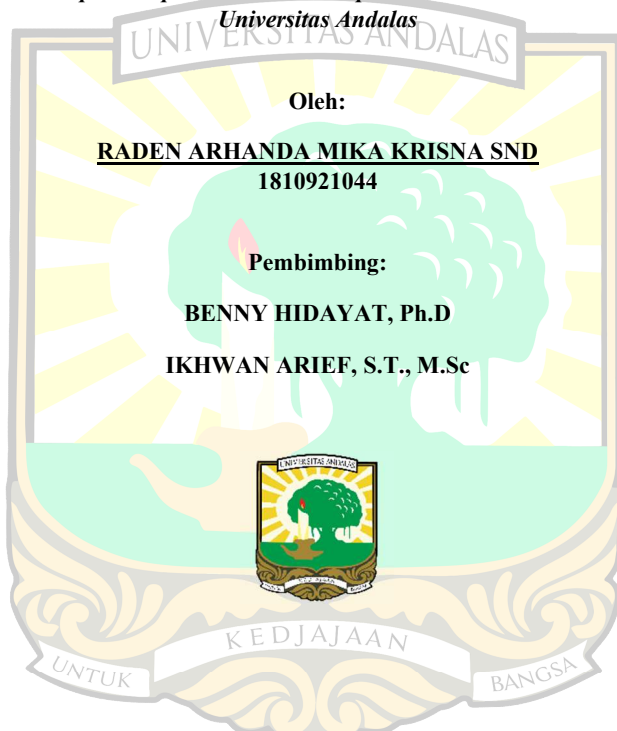 Universitas Andalas
UNIVERSITAS ANDALAS
Oleh:
RADEN ARHANDA MIKA KRISNA SND
1810921044
Pembimbing:
BENNY HIDAYAT, Ph.D
IKHWAN ARIEF, S.T., M.Sc
UNIVERSITAS ANDALAS
UNTUK KEDJAJAAN BANGSA